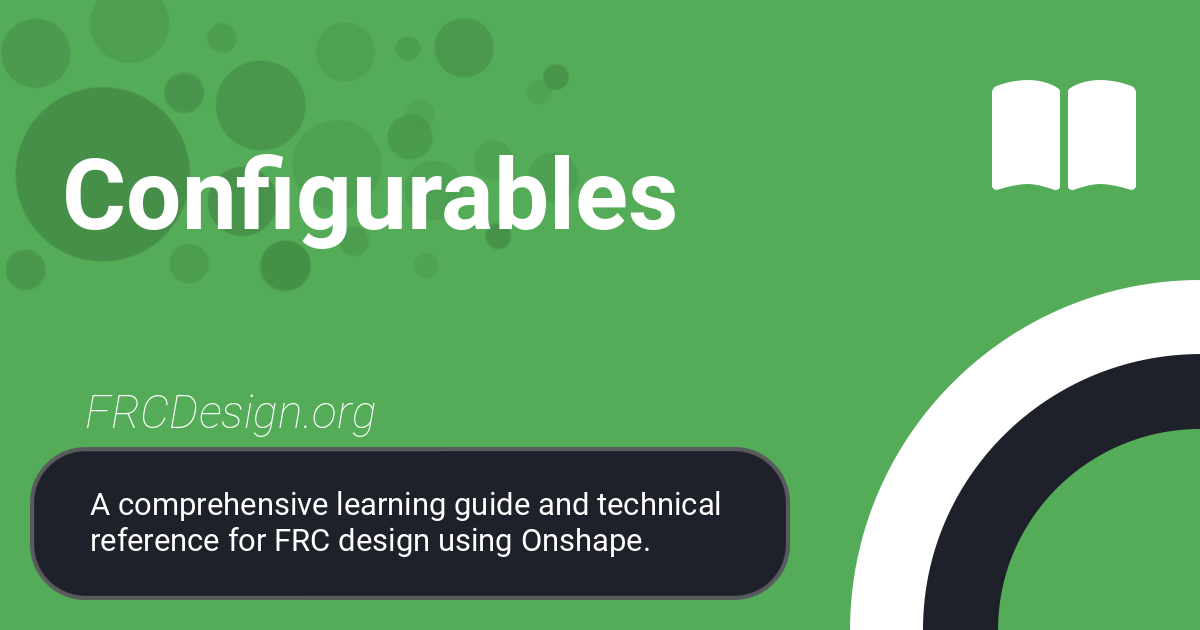 Configurables
FRCDesign.org
A comprehensive learning guide and technical
reference for FRC design using Onshape.